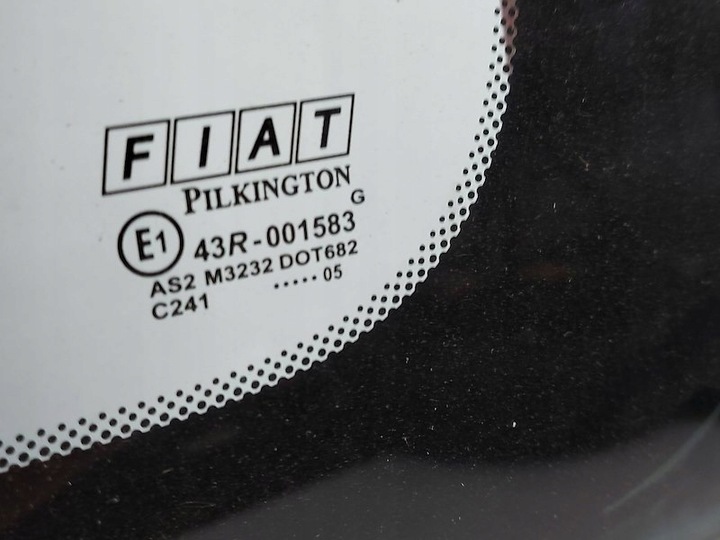 FIAT
PILKINGTON
G
E1 43R-001583
AS2 M3232 DOT682
C241 ..... 05